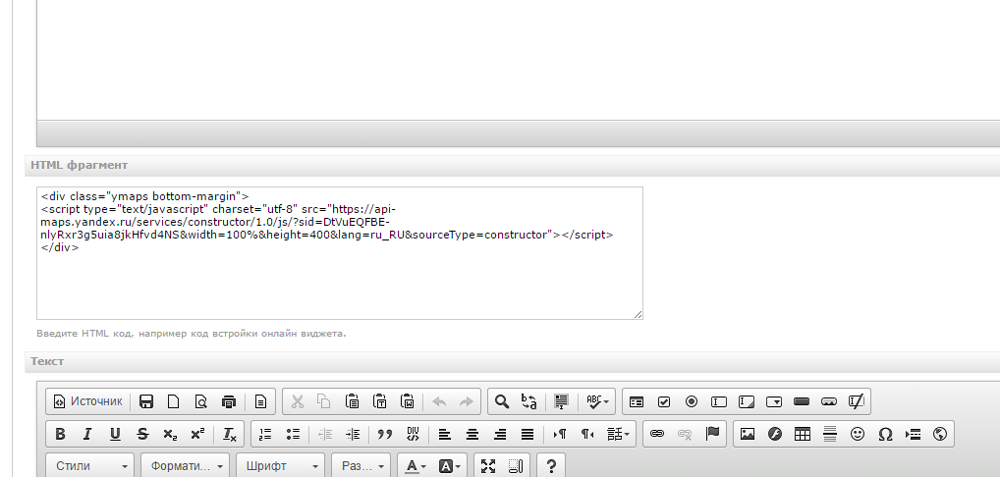 HTML фрагмент
<div class="ymaps bottom-margin">
<script type="text/javascript" charset="utf-8" src="https://api-
maps.yandex.ru/services/constructor/1.0/js/?sid=DtVuEQFBE-
nlyRxr3g5uia8jkHfvd4NS&width=100%&height=400&lang=ru_RU&sourceType=constructor"></script>
</div>
Введите HTML код, например код встройки онлайн виджета.
Текст
Источник
Стили Формати... Шрифт Раз...